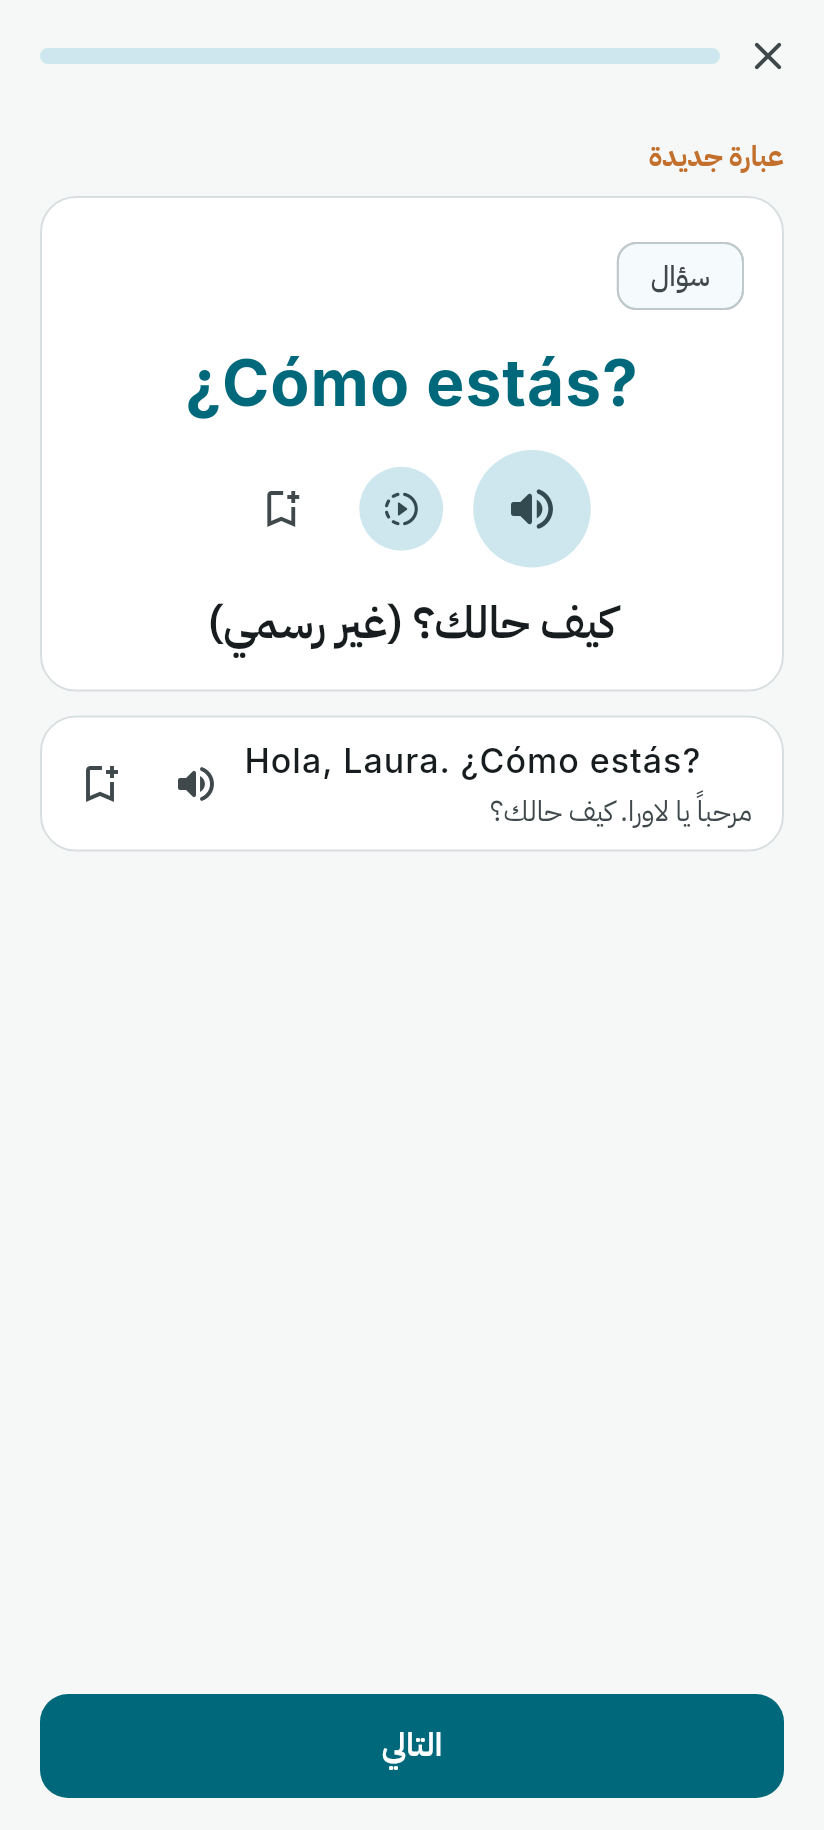 عبارة جديدة
سؤال
¿Cómo estás?
كيف حالك؟ (غير رسمي)
Hola, Laura. ¿Cómo estás?
مرحباً يا لاورا. كيف حالك؟
التالي